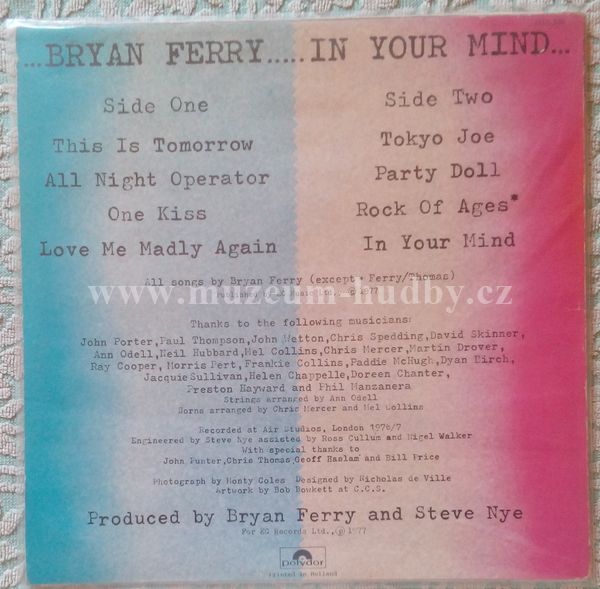 ...BRYAN FERRY.....IN YOUR MIND...
Side One
This Is Tomorrow
All Night Operator
One Kiss
Love Me Madly Again
Side Two
Tokyo Joe
Party Doll
Rock Of Ages*
In Your Mind
All songs by Bryan Ferry (except * Ferry/Thomas)
Published by Music Ltd., © 1977
www.muzeum-hudby.cz
Thanks to the following musicians:
John Porter,Paul Thompson,John Wetton,Chris Spedding,David Skinner,
Ann Odell,Neil Hubbard,Mel Collins,Chris Mercer,Martin Drover,
Ray Cooper,Morris Pert,Frankie Collins,Paddie McHugh,Dyan Birch,
Jacquie Sullivan,Helen Chappelle,Doreen Chanter,
Preston Hayward and Phil Manzanera
Strings arranged by Ann Odell
Horns arranged by Chris Mercer and Mel Collins
Recorded at Air Studios, London 1976/7
Engineered by Steve Nye assisted by Ross Cullum and Nigel Walker
With special thanks to
John Punter,Chris Thomas,Geoff Haslam and Bill Price
Photograph by Monty Coles Designed by Nicholas de Ville
Artwork by Bob Bowkett at C.C.S.
Produced by Bryan Ferry and Steve Nye
For EG Records Ltd.,℗ 1977
polydor
Printed in Holland